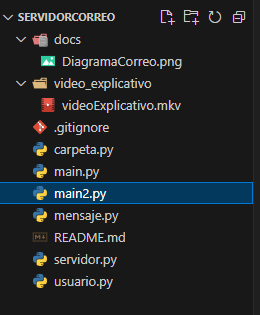 SERVIDORCORREO
docs
DiagramaCorreo.png
video_explicativo
videoExplicativo.mkv
.gitignore
carpeta.py
main.py
main2.py
mensaje.py
README.md
servidor.py
usuario.py